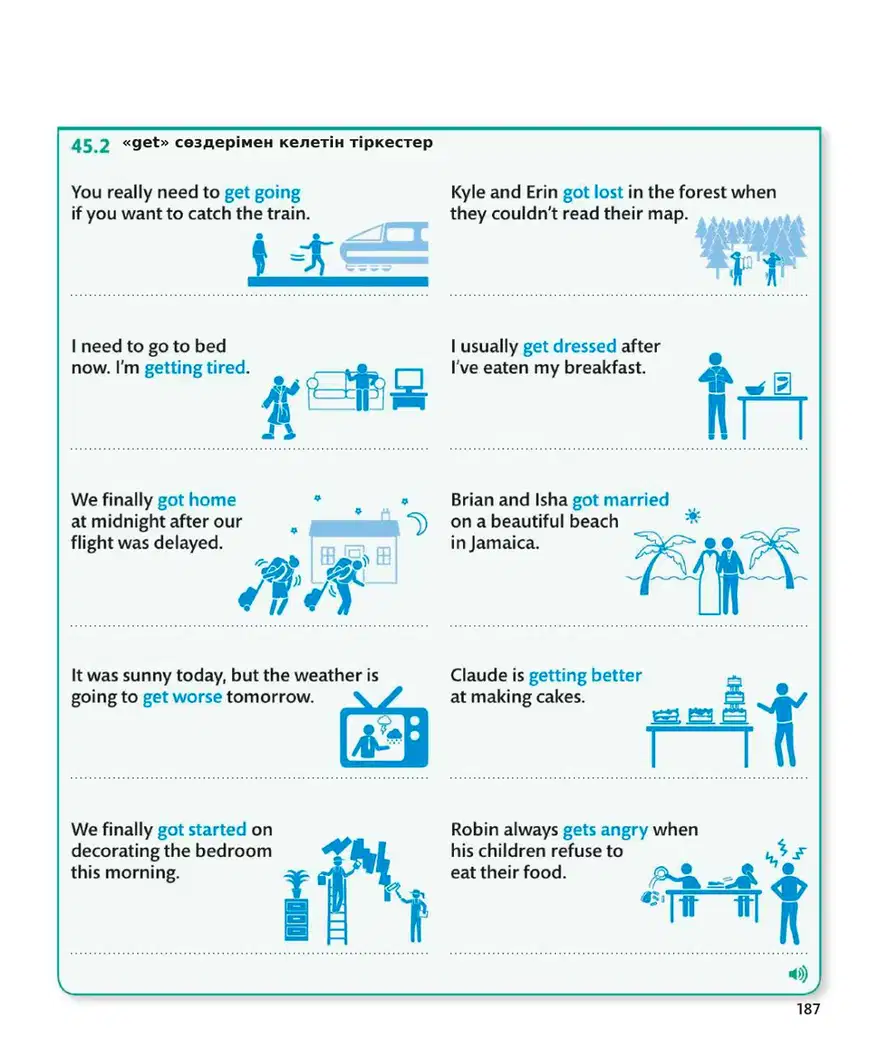 45.2 «get» сөздерімен келетін тіркестер
You really need to get going
if you want to catch the train.
Kyle and Erin got lost in the forest when
they couldn’t read their map.
I need to go to bed
now. I’m getting tired.
I usually get dressed after
I’ve eaten my breakfast.
We finally got home
at midnight after our
flight was delayed.
Brian and Isha got married
on a beautiful beach
in Jamaica.
It was sunny today, but the weather is
going to get worse tomorrow.
Claude is getting better
at making cakes.
We finally got started on
decorating the bedroom
this morning.
Robin always gets angry when
his children refuse to
eat their food.
187